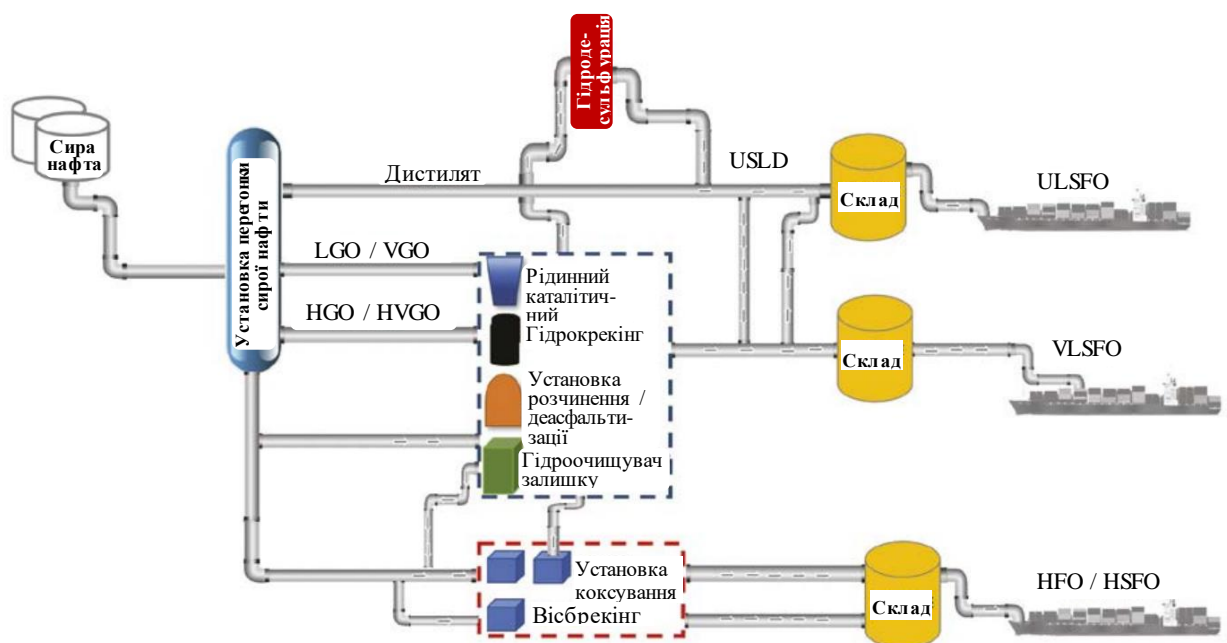 Гідроде-
сульфурація
Сира
нафта
Установка перегонки
сирої нафти
Дистилят
USLD
Склад
ULSFO
LGO / VGO
HGO / HVGO
Рідинний
каталітич-
ний
Гідрокрекінг
Установка
розчинення /
деасфальти-
зації
Гідроочищувач
залишку
Склад
VLSFO
Установка
коксування
Вісбрекінг
Склад
HFO / HSFO